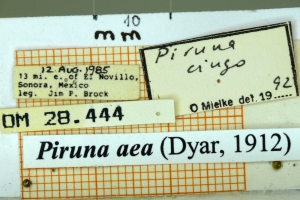 10
mm
12 Aug. 1985
13 mi. e. of El Novillo,
Sonora, Mexico
leg. Jim P. Brock
Piruna
cingo
92
O Mielke det. 19.....
DM 28.444
Piruna aea (Dyar, 1912)